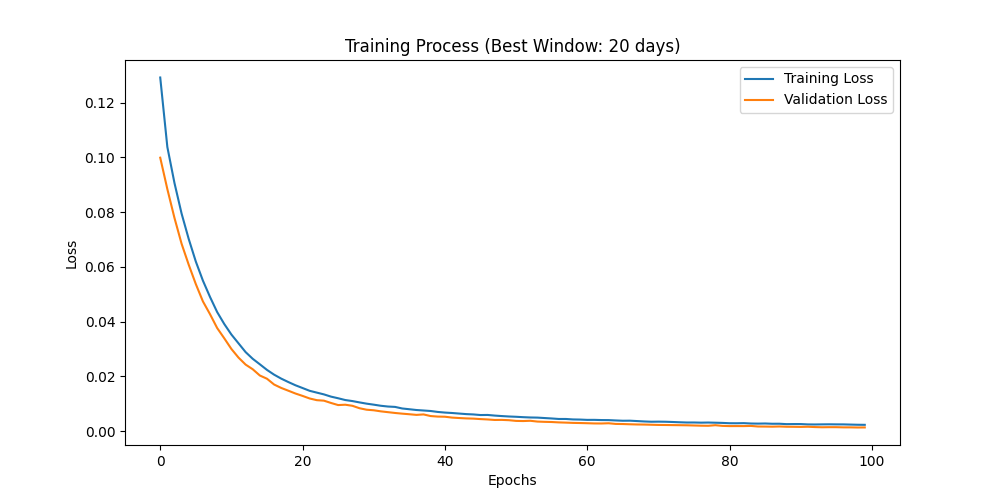 Training Process (Best Window: 20 days)
Training Loss
Validation Loss
0.12
0.10
0.08
0.06
0.04
0.02
0.00
Loss
0
20
40
60
80
100
Epochs